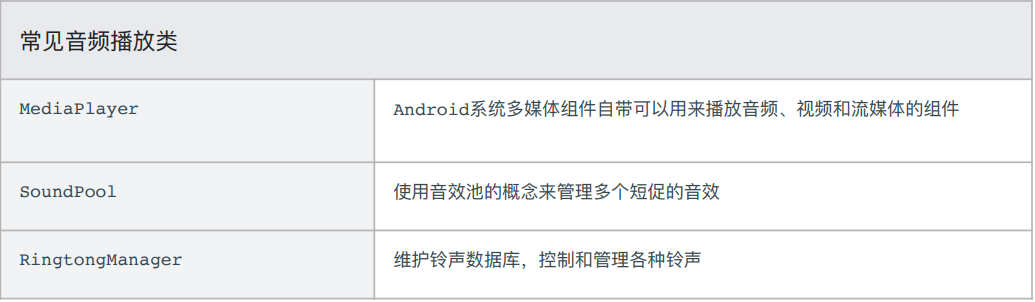 常见音频播放类
MediaPlayer
Android系统多媒体组件自带可以用来播放音频、视频和流媒体的组件
SoundPool
使用音效池的概念来管理多个短促的音效
RingtongManager
维护铃声数据库，控制和管理各种铃声